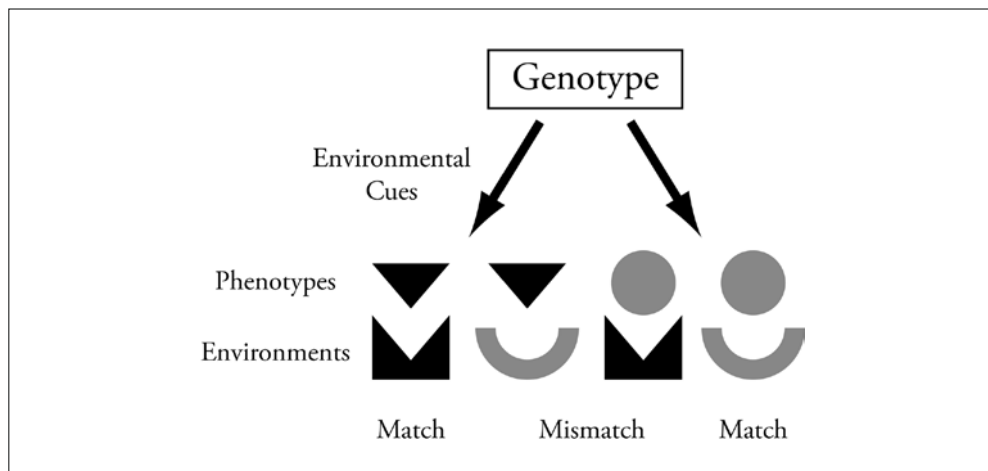 Genotype
Environmental
Cues
Phenotypes
Environments
Match
Mismatch
Match